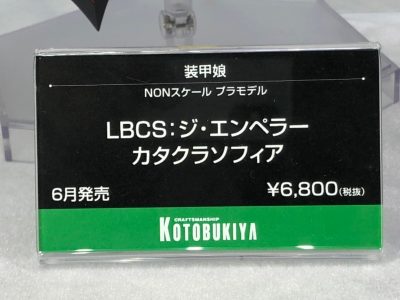 装甲娘
NONスケール プラモデル
LBCS:ジ・エンペラー
カタクラソフィア
6月発売 ¥6,800(税抜)
CRAFTSMANSHIP
KOTOBUKIYA